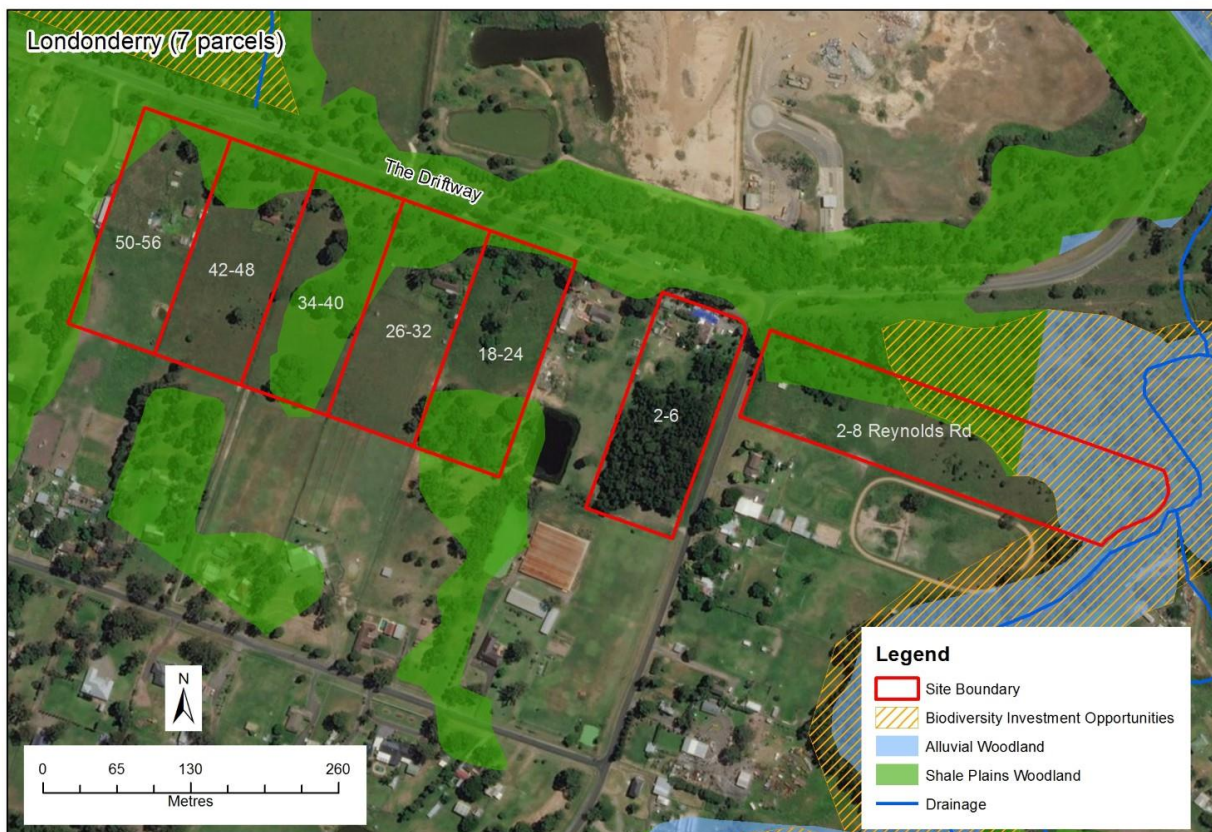 Londonderry (7 parcels)
The Driftway
50-56
42-48
34-40
26-32
18-24
2-6
2-8 Reynolds Rd
N
0 65 130 260
Metres
Legend
Site Boundary
Biodiversity Investment Opportunities
Alluvial Woodland
Shale Plains Woodland
Drainage